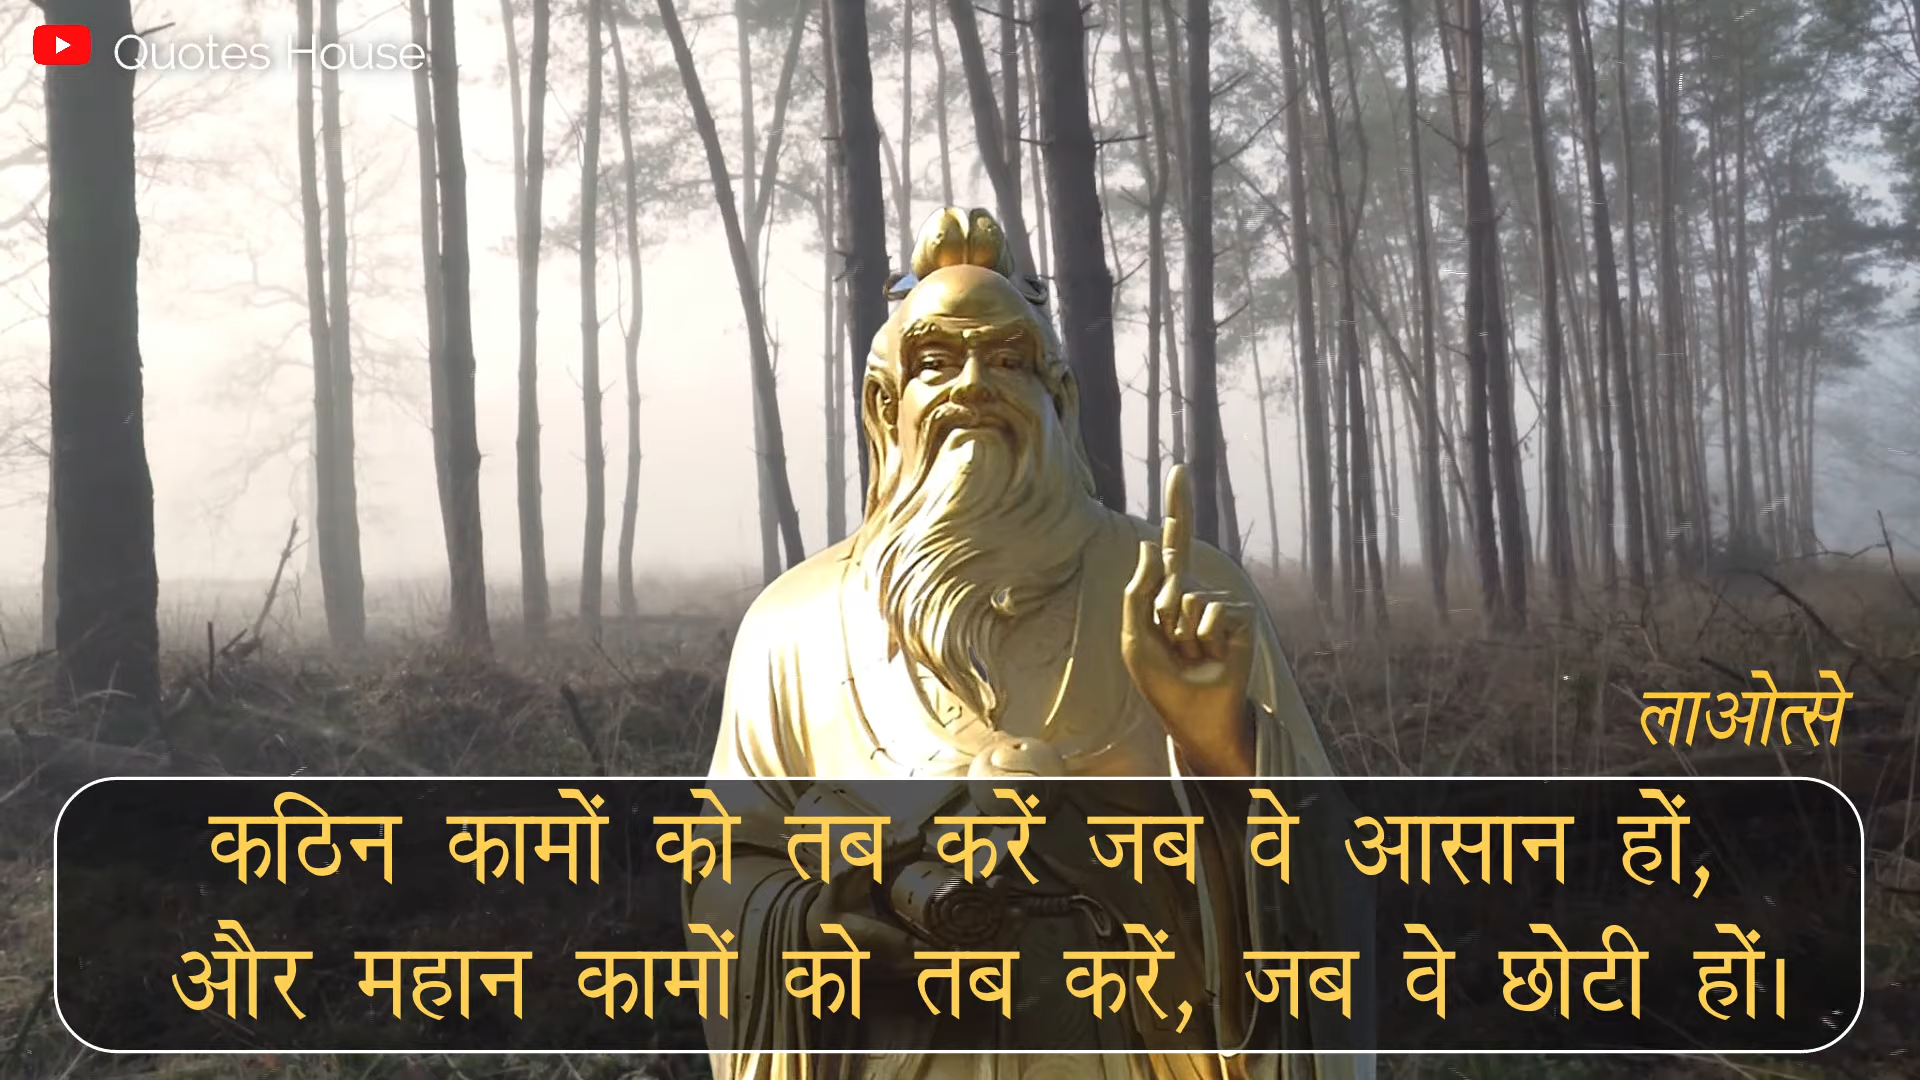 Quotes House
लाओत्से
कठिन कामों को तब करें जब वे आसान हों,
और महान कामों को तब करें, जब वे छोटी हों।